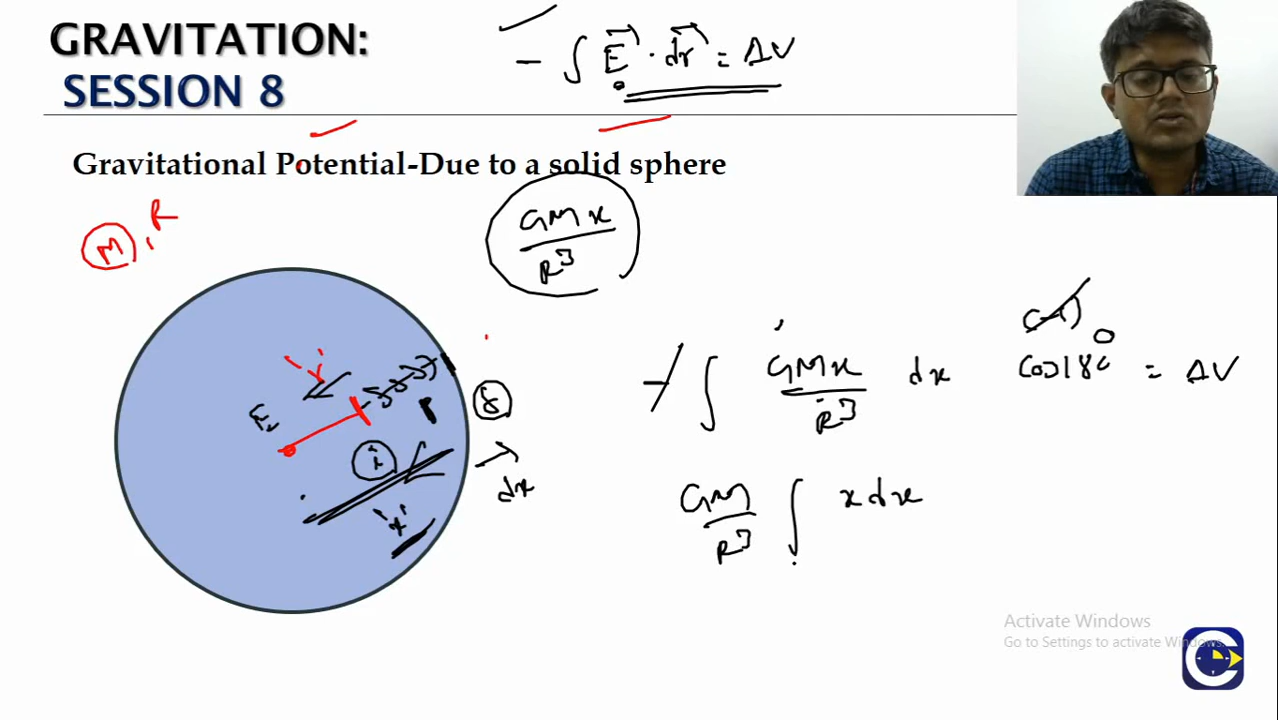 GRAVITATION:
SESSION 8
- ∫ E · dr = ΔV
Gravitational Potential-Due to a solid sphere
M, R
GMx
R³
'r'
E
i
'x'
dx
- ∫ GMx/R³ dx cos180 = ΔV
(-1)
GM/R³ ∫ x dx
Activate Windows
Go to Settings to activate Windows.